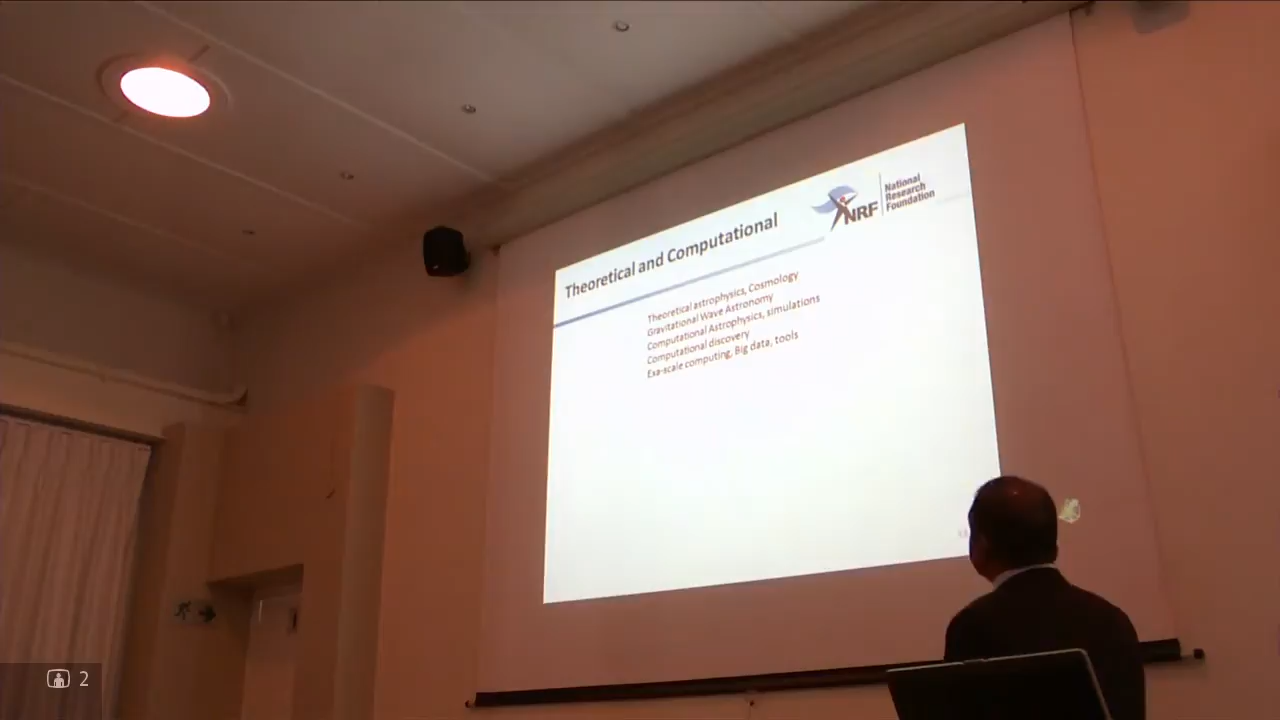 Theoretical and Computational
NRF
National
Research
Foundation
Theoretical astrophysics, Cosmology
Gravitational Wave Astronomy
Computational Astrophysics, simulations
Computational discovery
Exa-scale computing, Big data, tools
2